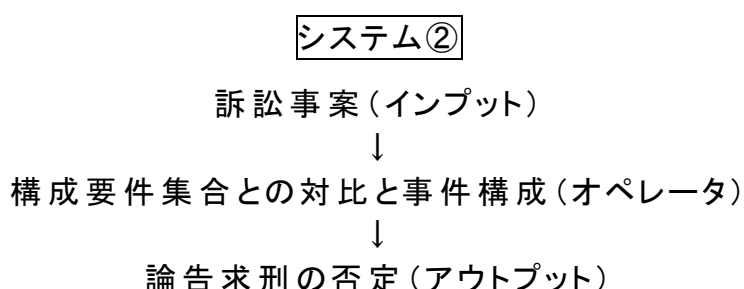 システム②
訴訟事案（インプット）
↓
構成要件集合との対比と事件構成（オペレータ）
↓
論告求刑の否定（アウトプット）